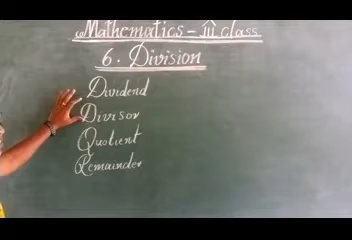 Mathematics - III class
6. Division
Dividend
Divisor
Quotient
Remainder